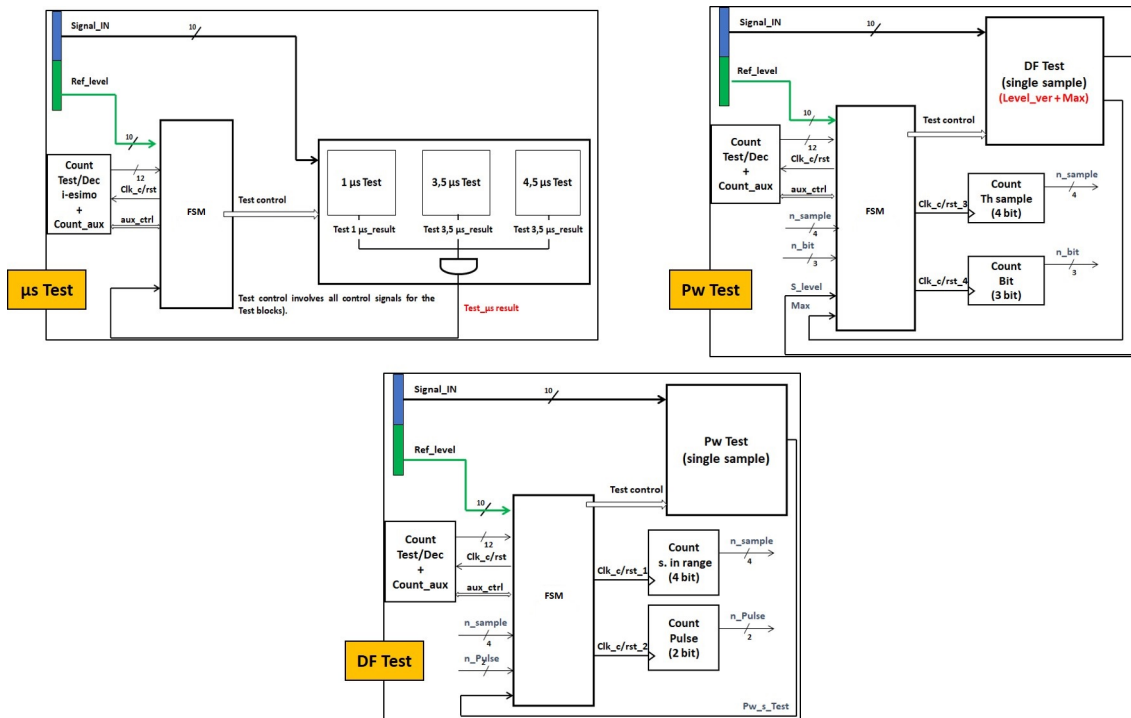 Signal_IN
10
Ref_level
10
Count
Test/Dec
i-esimo
+
Count_aux
12
Clk_c/rst
aux_ctrl
FSM
Test control
1 µs Test
3,5 µs Test
4,5 µs Test
Test 1 µs_result
Test 3,5 µs_result
Test 3,5 µs_result
Test control involves all control signals for the
Test blocks).
Test_µs result
µs Test
Signal_IN
10
Ref_level
10
Count
Test/Dec
+
Count_aux
12
Clk_c/rst
aux_ctrl
n_sample
4
n_bit
3
S_level
Max
FSM
Test control
DF Test
(single sample)
(Level_ver + Max)
Clk_c/rst_3
Count
Th sample
(4 bit)
n_sample
4
Clk_c/rst_4
Count
Bit
(3 bit)
n_bit
3
Pw Test
Signal_IN
10
Ref_level
10
Count
Test/Dec
+
Count_aux
12
Clk_c/rst
aux_ctrl
n_sample
4
n_Pulse
2
FSM
Test control
Pw Test
(single sample)
Clk_c/rst_1
Count
s. in range
(4 bit)
n_sample
4
Clk_c/rst_2
Count
Pulse
(2 bit)
n_Pulse
2
Pw_s_Test
DF Test